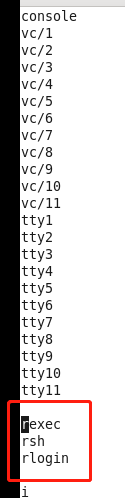 console
vc/1
vc/2
vc/3
vc/4
vc/5
vc/6
vc/7
vc/8
vc/9
vc/10
vc/11
tty1
tty2
tty3
tty4
tty5
tty6
tty7
tty8
tty9
tty10
tty11
rexec
rsh
rlogin
i